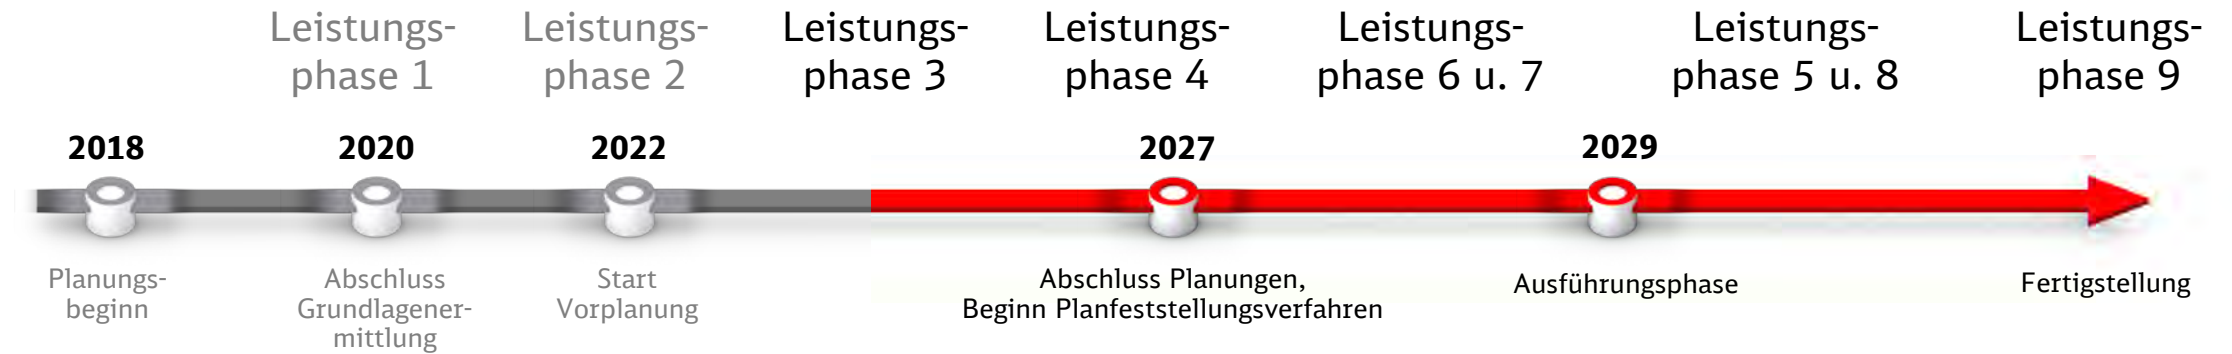 Leistungs-
phase 1
Leistungs-
phase 2
Leistungs-
phase 3
Leistungs-
phase 4
Leistungs-
phase 6 u. 7
Leistungs-
phase 5 u. 8
Leistungs-
phase 9
2018
2020
2022
2027
2029
Planungs-
beginn
Abschluss
Grundlagener-
mittlung
Start
Vorplanung
Abschluss Planungen,
Beginn Planfeststellungsverfahren
Ausführungsphase
Fertigstellung